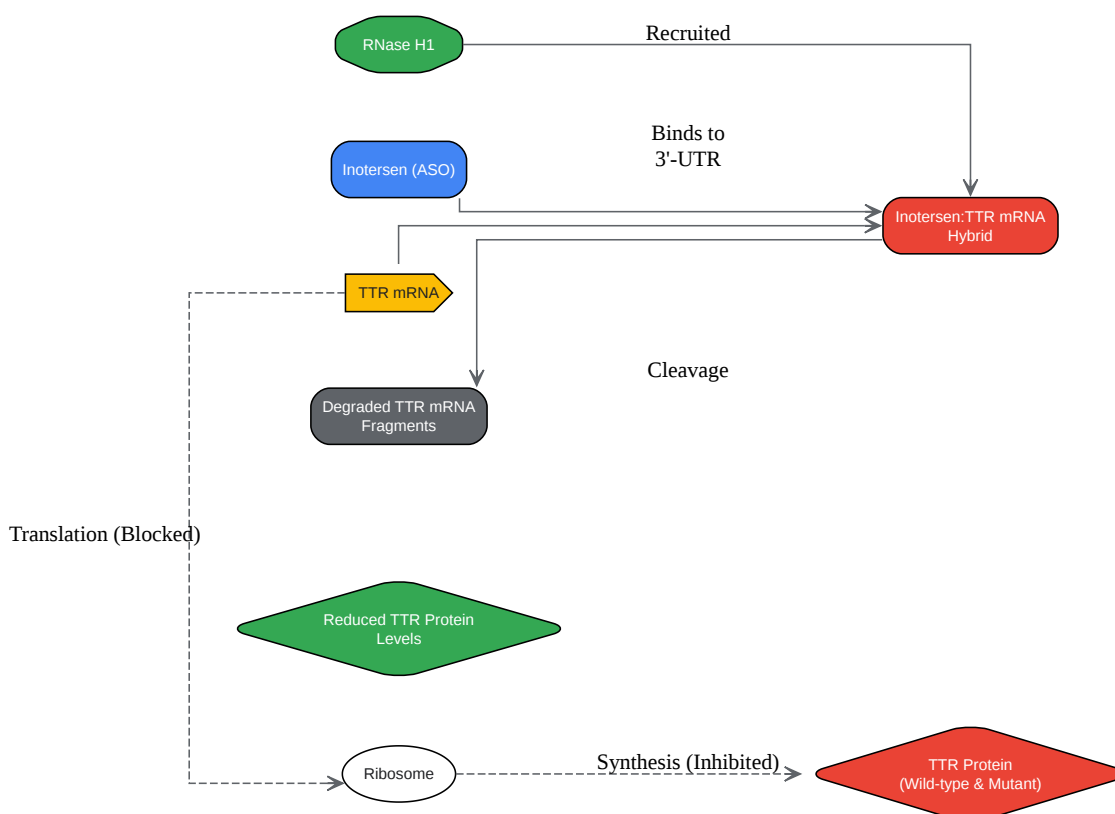 Recruited
RNase H1
Binds to
3'-UTR
Inotersen (ASO)
Inotersen:TTR mRNA
Hybrid
TTR mRNA
Cleavage
Degraded TTR mRNA
Fragments
Translation (Blocked)
Reduced TTR Protein
Levels
Synthesis (Inhibited)
Ribosome
TTR Protein
(Wild-type & Mutant)